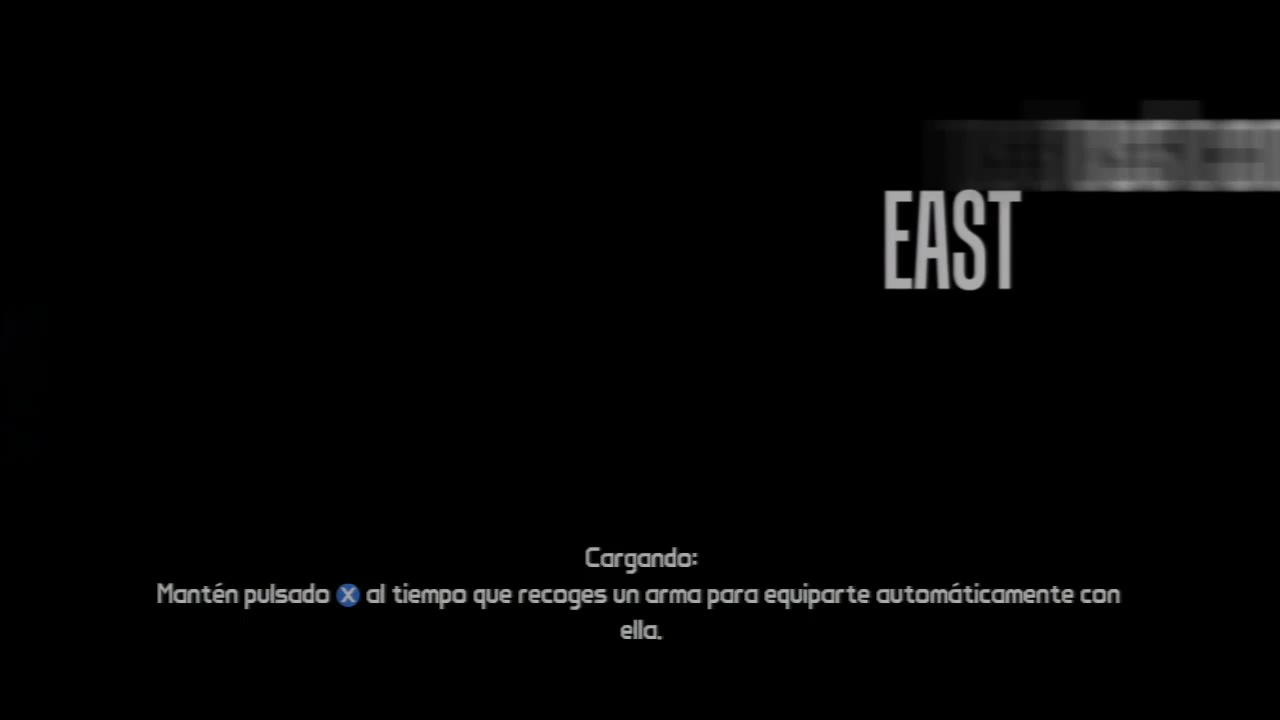 EAST
Cargando:
Mantén pulsado X al tiempo que recoges un arma para equiparte automáticamente con
ella.